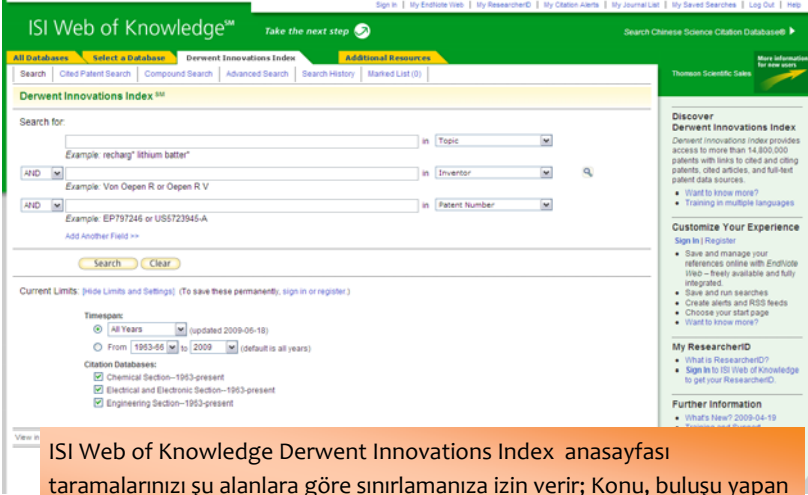 Sign In | My EndNote Web | My ResearcherID | My Citation Alerts | My Journal List | My Saved Searches | Log Out | Help
ISI Web of Knowledge℠
Take the next step
Search Chinese Science Citation Database®
All Databases Select a Database Derwent Innovations Index Additional Resources
More information for new users
Search | Cited Patent Search | Compound Search | Advanced Search | Search History | Marked List (0)
Thomson Scientific Sales
Derwent Innovations Index ℠
Search for:
in Topic
Example: recharg* lithium batter*
AND in Inventor
Example: Von Oepen R or Oepen R V
AND in Patent Number
Example: EP797246 or US5723945-A
Add Another Field >>
Search Clear
Current Limits: [Hide Limits and Settings] (To save these permanently, sign in or register.)
Timespan:
All Years (updated 2009-06-18)
From 1963-66 to 2009 (default is all years)
Citation Databases:
Chemical Section--1963-present
Electrical and Electronic Section--1963-present
Engineering Section--1963-present
View in
Discover
Derwent Innovations Index
Derwent Innovations Index provides
access to more than 14,800,000
patents with links to cited and citing
patents, cited articles, and full-text
patent data sources.
Want to know more?
Training in multiple languages
Customize Your Experience
Sign In | Register
Save and manage your
references online with EndNote
Web – freely available and fully
integrated.
Save and run searches
Create alerts and RSS feeds
Choose your start page
Want to know more?
My ResearcherID
What is ResearcherID?
Sign In to ISI Web of Knowledge
to get your ResearcherID.
Further Information
What's New? 2009-04-19
Training and Support
ISI Web of Knowledge Derwent Innovations Index anasayfası
taramalarınızı şu alanlara göre sınırlamanıza izin verir; Konu, buluşu yapan